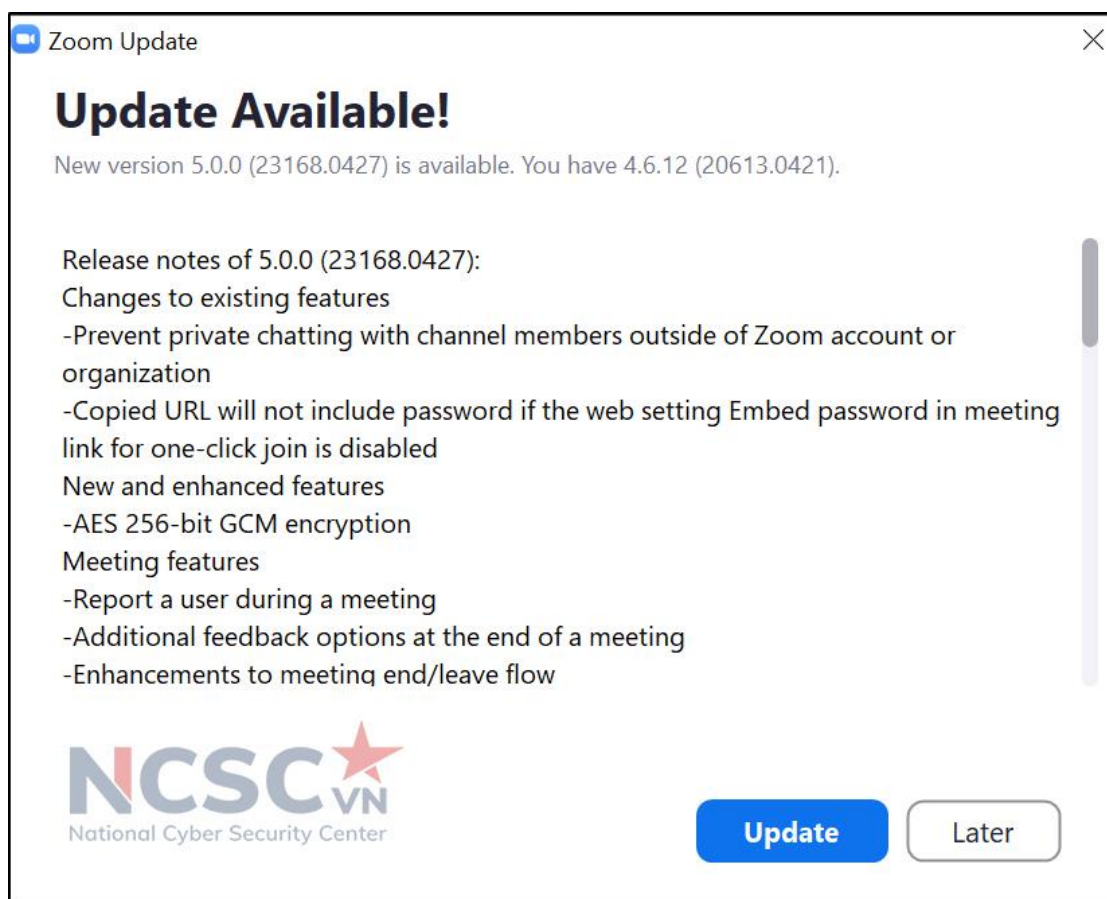 Zoom Update
Update Available!
New version 5.0.0 (23168.0427) is available. You have 4.6.12 (20613.0421).
Release notes of 5.0.0 (23168.0427):
Changes to existing features
-Prevent private chatting with channel members outside of Zoom account or
organization
-Copied URL will not include password if the web setting Embed password in meeting
link for one-click join is disabled
New and enhanced features
-AES 256-bit GCM encryption
Meeting features
-Report a user during a meeting
-Additional feedback options at the end of a meeting
-Enhancements to meeting end/leave flow
NCSC VN
National Cyber Security Center
Update
Later